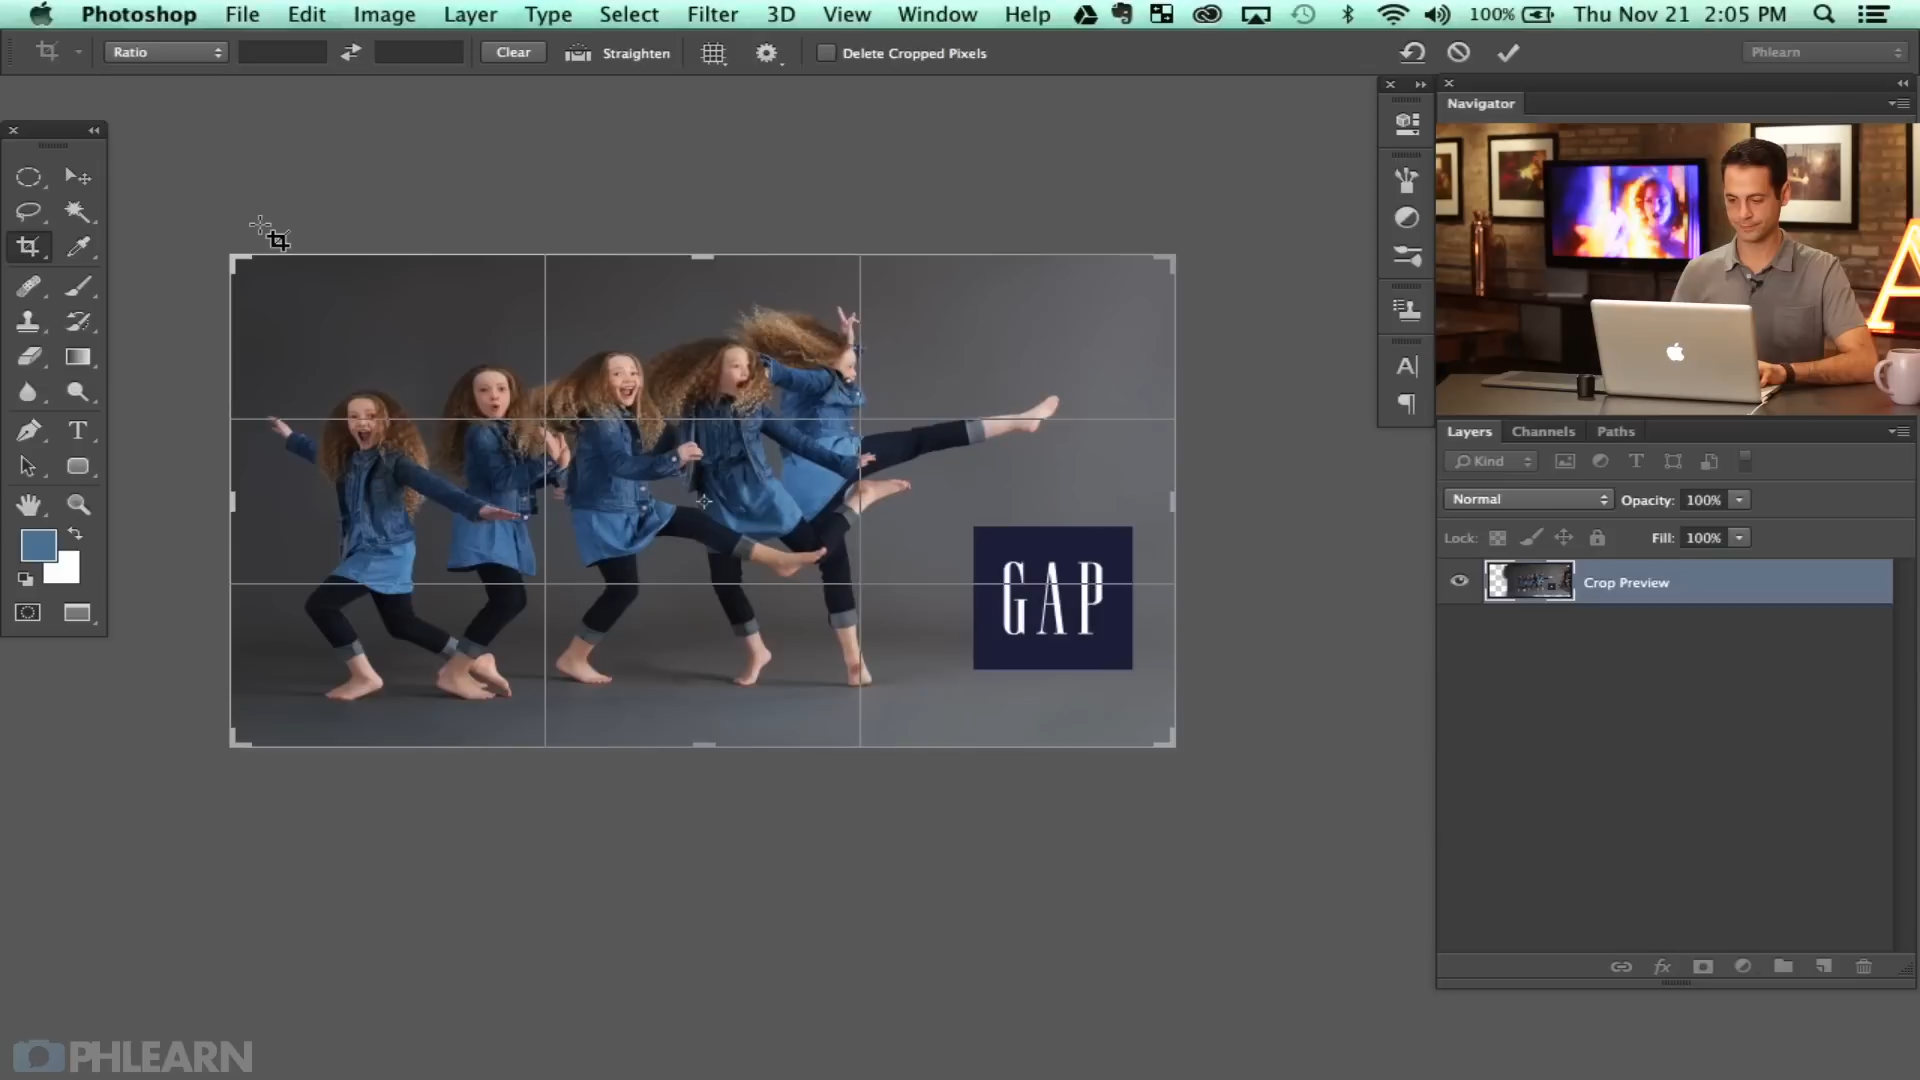 Photoshop File Edit Image Layer Type Select Filter 3D View Window Help 100% Thu Nov 21 2:05 PM
Ratio Clear Straighten Delete Cropped Pixels Phlearn
Navigator
A
GAP
Layers Channels Paths
Kind
Normal Opacity: 100%
Lock: Fill: 100%
Crop Preview
PHLEARN